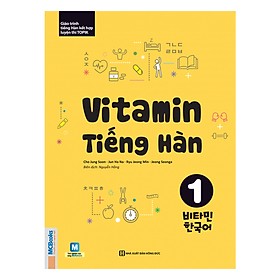 Giáo trình
tiếng Hàn kết hợp
luyện thi TOPIK
Vitamin
Tiếng Hàn
Cho Jung Soon - Jun Ho Na - Ryu Jeong Min - Jeong Seonga
Biên dịch: Nguyễn Hồng
1
비타민
한국어
MCBooks
NHÀ XUẤT BẢN HỒNG ĐỨC